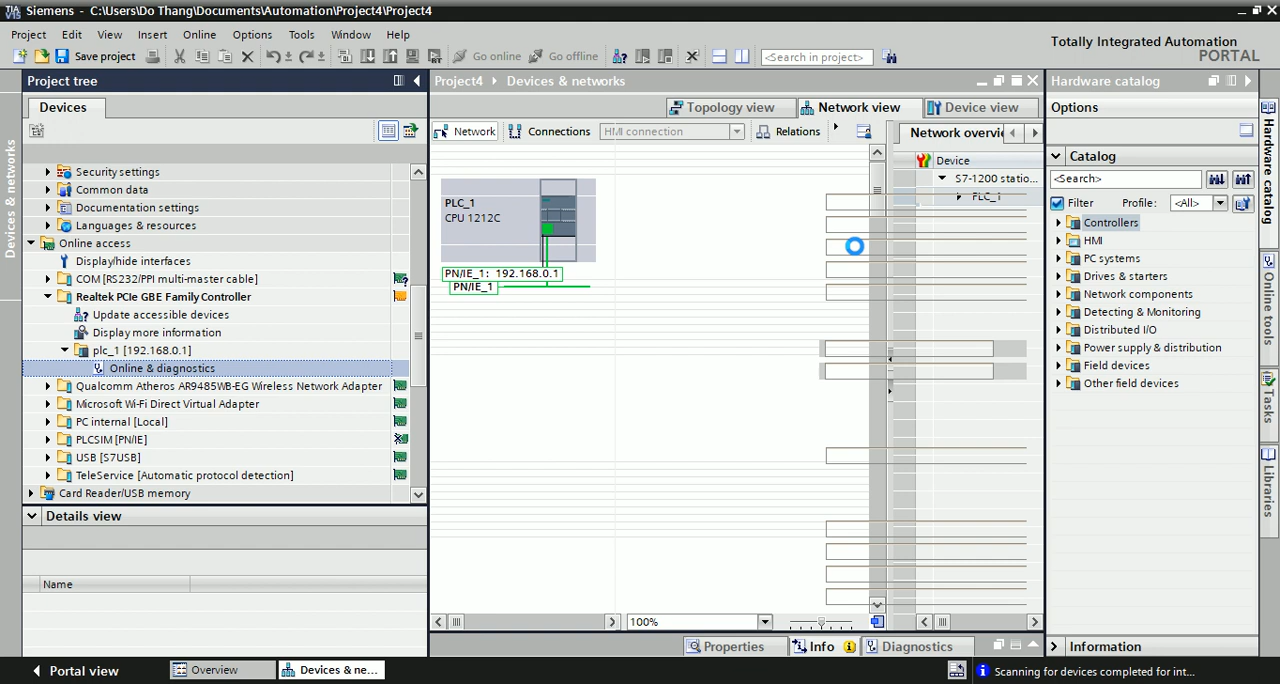 Siemens - C:\Users\Do Thang\Documents\Automation\Project4\Project4
Project Edit View Insert Online Options Tools Window Help
Totally Integrated Automation
PORTAL
Save project
Go online
Go offline
<Search in project>
Project tree
Devices
Devices & networks
Security settings
Common data
Documentation settings
Languages & resources
Online access
Display/hide interfaces
COM [RS232/PPI multi-master cable]
Realtek PCIe GBE Family Controller
Update accessible devices
Display more information
plc_1 [192.168.0.1]
Online & diagnostics
Qualcomm Atheros AR9485WB-EG Wireless Network Adapter
Microsoft Wi-Fi Direct Virtual Adapter
PC internal [Local]
PLCSIM [PN/IE]
USB [S7USB]
TeleService [Automatic protocol detection]
Card Reader/USB memory
Details view
Name
Project4 Devices & networks
Topology view
Network view
Device view
Network
Connections
HMI connection
Relations
Network overvi
Device
S7-1200 statio...
PLC_1
PLC_1
CPU 1212C
PN/IE_1: 192.168.0.1
PN/IE_1
100%
Properties
Info
Diagnostics
Hardware catalog
Options
Catalog
<Search>
Filter
Profile:
<All>
Controllers
HMI
PC systems
Drives & starters
Network components
Detecting & Monitoring
Distributed I/O
Power supply & distribution
Field devices
Other field devices
Information
Hardware catalog
Online tools
Tasks
Libraries
Portal view
Overview
Devices & ne...
Scanning for devices completed for int...